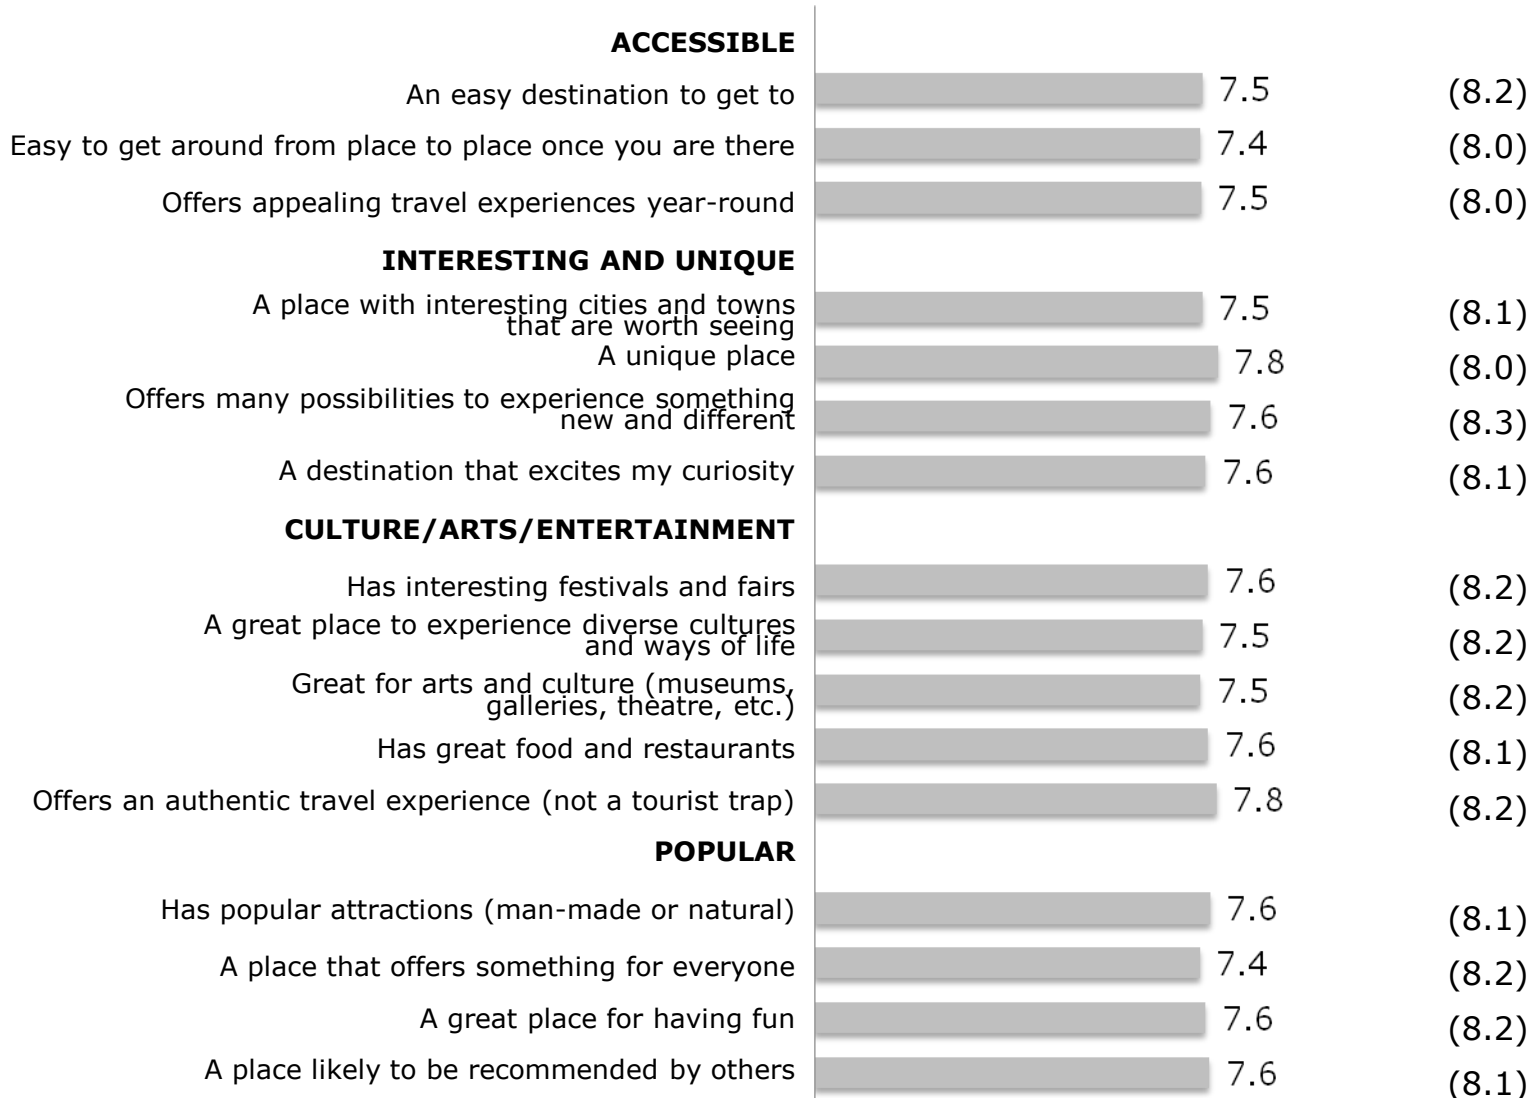 ACCESSIBLE
An easy destination to get to 7.5 (8.2)
Easy to get around from place to place once you are there 7.4 (8.0)
Offers appealing travel experiences year-round 7.5 (8.0)
INTERESTING AND UNIQUE
A place with interesting cities and towns
that are worth seeing 7.5 (8.1)
A unique place 7.8 (8.0)
Offers many possibilities to experience something
new and different 7.6 (8.3)
A destination that excites my curiosity 7.6 (8.1)
CULTURE/ARTS/ENTERTAINMENT
Has interesting festivals and fairs 7.6 (8.2)
A great place to experience diverse cultures
and ways of life 7.5 (8.2)
Great for arts and culture (museums,
galleries, theatre, etc.) 7.5 (8.2)
Has great food and restaurants 7.6 (8.1)
Offers an authentic travel experience (not a tourist trap) 7.8 (8.2)
POPULAR
Has popular attractions (man-made or natural) 7.6 (8.1)
A place that offers something for everyone 7.4 (8.2)
A great place for having fun 7.6 (8.2)
A place likely to be recommended by others 7.6 (8.1)